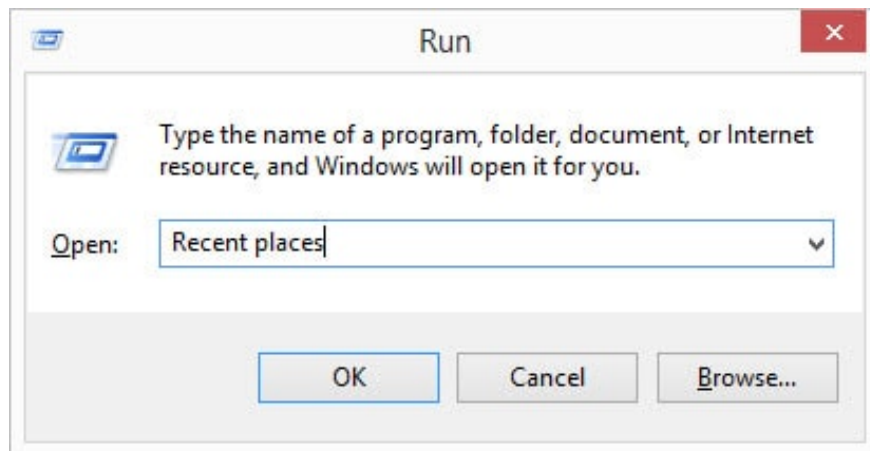 Run
Type the name of a program, folder, document, or Internet
resource, and Windows will open it for you.
Open: Recent places
OK Cancel Browse...